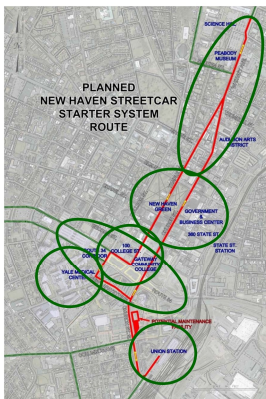 SCIENCE HILL
PEABODY
MUSEUM
PLANNED
NEW HAVEN STREETCAR
STARTER SYSTEM
ROUTE
AUDUBON ARTS
DISTRICT
NEW HAVEN
GREEN
GOVERNMENT
&
BUSINESS CENTER
360 STATE ST.
STATE ST.
STATION
ROUTE 34
CORRIDOR
100
COLLEGE ST.
GATEWAY
COMMUNITY
COLLEGE
YALE MEDICAL
CENTER
POTENTIAL MAINTENANCE
FACILITY
UNION STATION